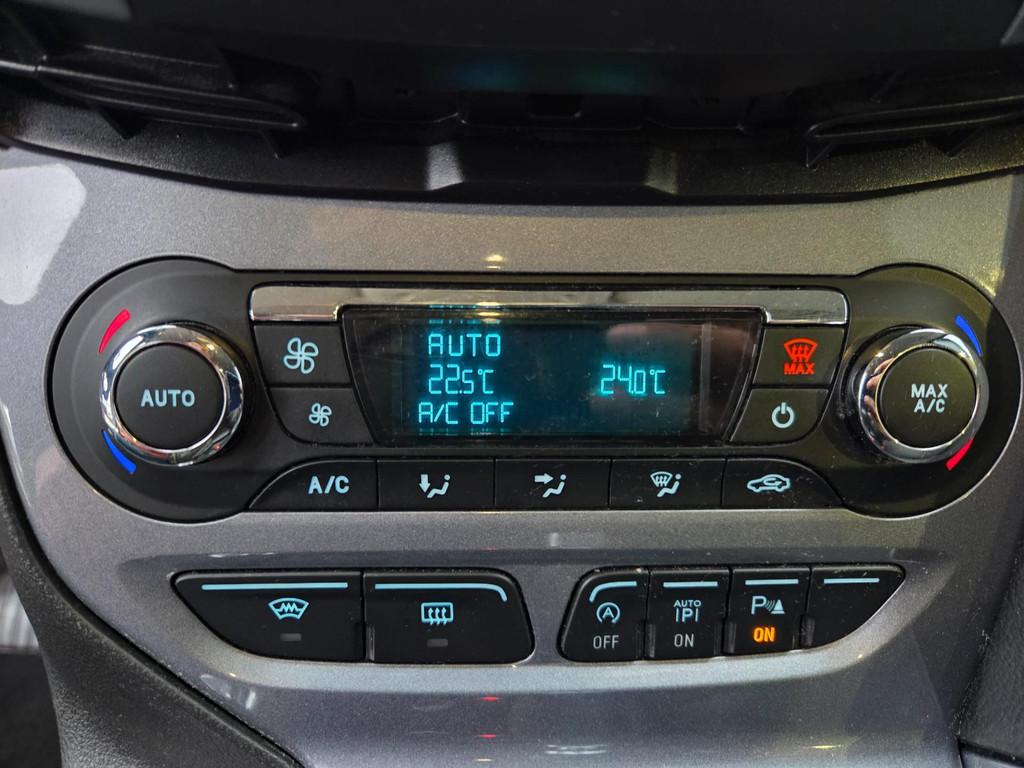 AUTO
AUTO
22.5°C
24.0°C
A/C OFF
MAX
MAX
A/C
A/C
A
OFF
AUTO
P
ON
P
ON